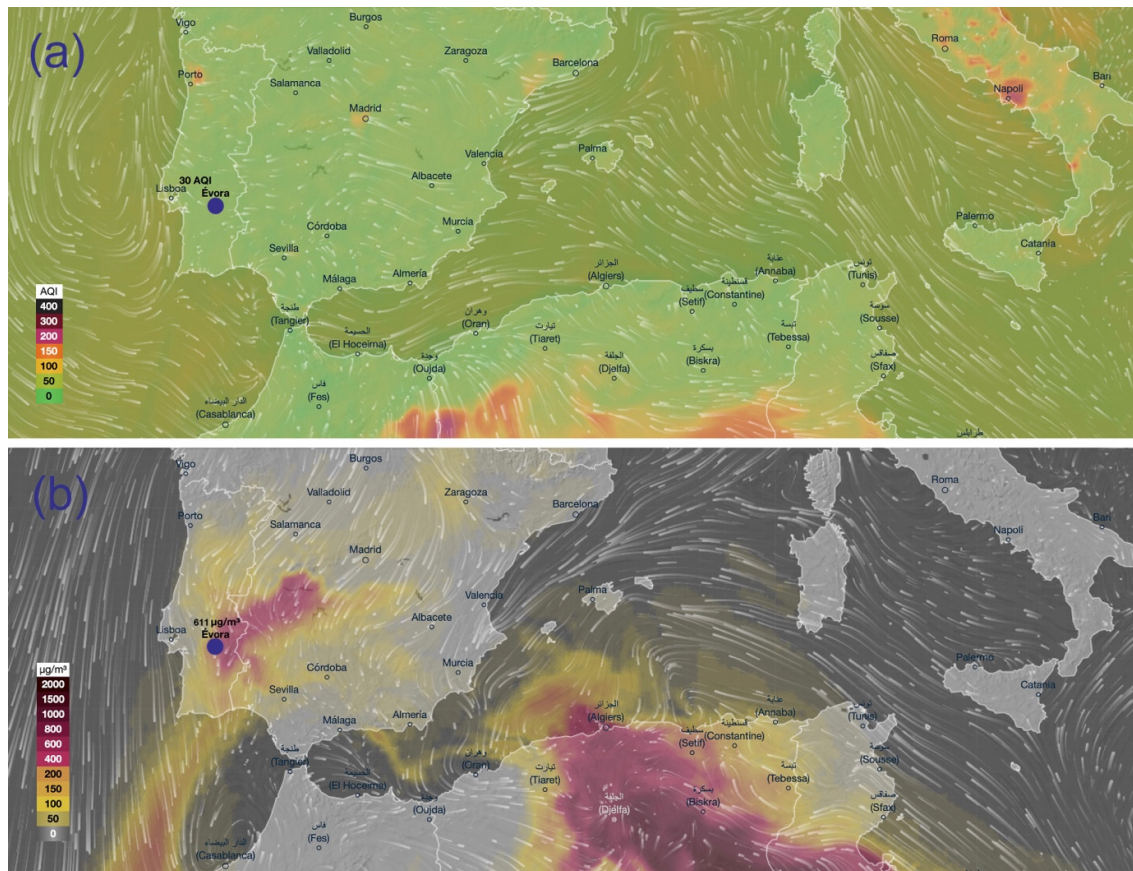 (a)
Vigo
Burgos
Valladolid
Zaragoza
Porto
Salamanca
Barcelona
Madrid
Roma
Napoli
Bari
Valencia
Palma
30 AQI
Lisboa
Évora
Albacete
Córdoba
Murcia
Sevilla
Palermo
Catania
Málaga
Almería
الجزائر
(Algiers)
عنابة
(Annaba)
تونس
(Tunis)
AQI
400
300
200
150
100
50
0
طنجة
(Tangier)
الحسيمة
(El Hoceima)
وهران
(Oran)
تيارت
(Tiaret)
سطيف
(Setif)
القسنطينة
(Constantine)
سوسة
(Sousse)
وجدة
(Oujda)
الجلفة
(Djelfa)
بسكرة
(Biskra)
تبسة
(Tebessa)
صفاقس
(Sfax)
فاس
(Fes)
الدار البيضاء
(Casablanca)
طرابلس
(b)
Vigo
Burgos
Valladolid
Zaragoza
Porto
Salamanca
Barcelona
Madrid
Roma
Napoli
Bari
Valencia
Palma
611 µg/m³
Lisboa
Évora
Albacete
Córdoba
Murcia
Sevilla
Palermo
Catania
Málaga
Almería
الجزائر
(Algiers)
عنابة
(Annaba)
تونس
(Tunis)
µg/m³
2000
1500
1000
800
600
400
200
150
100
50
0
طنجة
(Tangier)
الحسيمة
(El Hoceima)
وهران
(Oran)
تيارت
(Tiaret)
سطيف
(Setif)
قسنطينة
(Constantine)
سوسة
(Sousse)
وجدة
(Oujda)
الجلفة
(Djelfa)
بسكرة
(Biskra)
تبسة
(Tebessa)
صفاقس
(Sfax)
فاس
(Fes)
الدار البيضاء
(Casablanca)